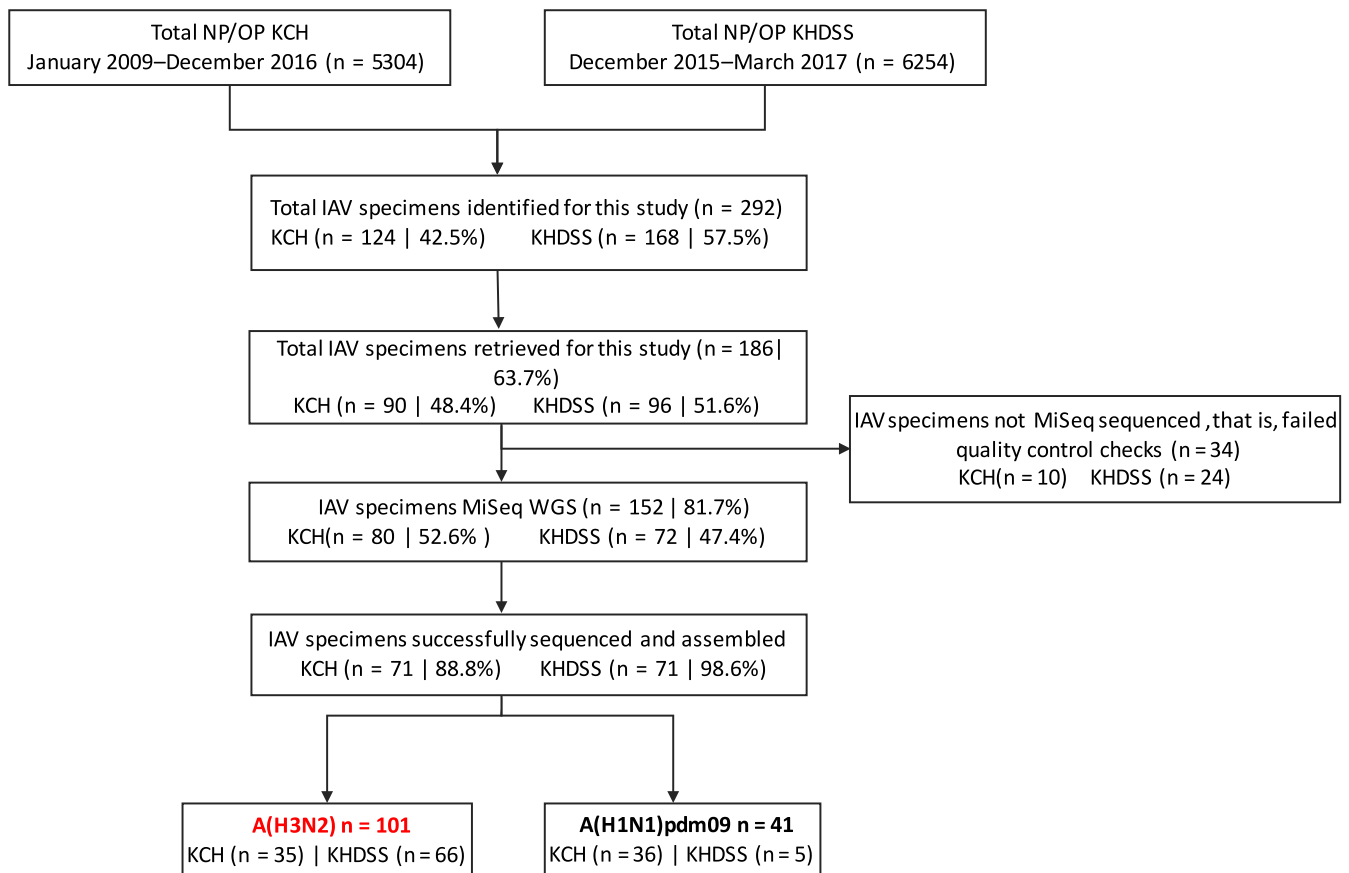 Total NP/OP KCH
January 2009–December 2016 (n = 5304)
Total NP/OP KHDSS
December 2015–March 2017 (n = 6254)
Total IAV specimens identified for this study (n = 292)
KCH (n = 124 | 42.5%) KHDSS (n = 168 | 57.5%)
Total IAV specimens retrieved for this study (n = 186|
63.7%)
KCH (n = 90 | 48.4%) KHDSS (n = 96 | 51.6%)
IAV specimens not MiSeq sequenced , that is, failed
quality control checks (n = 34)
KCH(n = 10) KHDSS (n = 24)
IAV specimens MiSeq WGS (n = 152 | 81.7%)
KCH(n = 80 | 52.6% ) KHDSS (n = 72 | 47.4%)
IAV specimens successfully sequenced and assembled
KCH (n = 71 | 88.8%) KHDSS (n = 71 | 98.6%)
A(H3N2) n = 101
KCH (n = 35) | KHDSS (n = 66)
A(H1N1)pdm09 n = 41
KCH (n = 36) | KHDSS (n = 5)